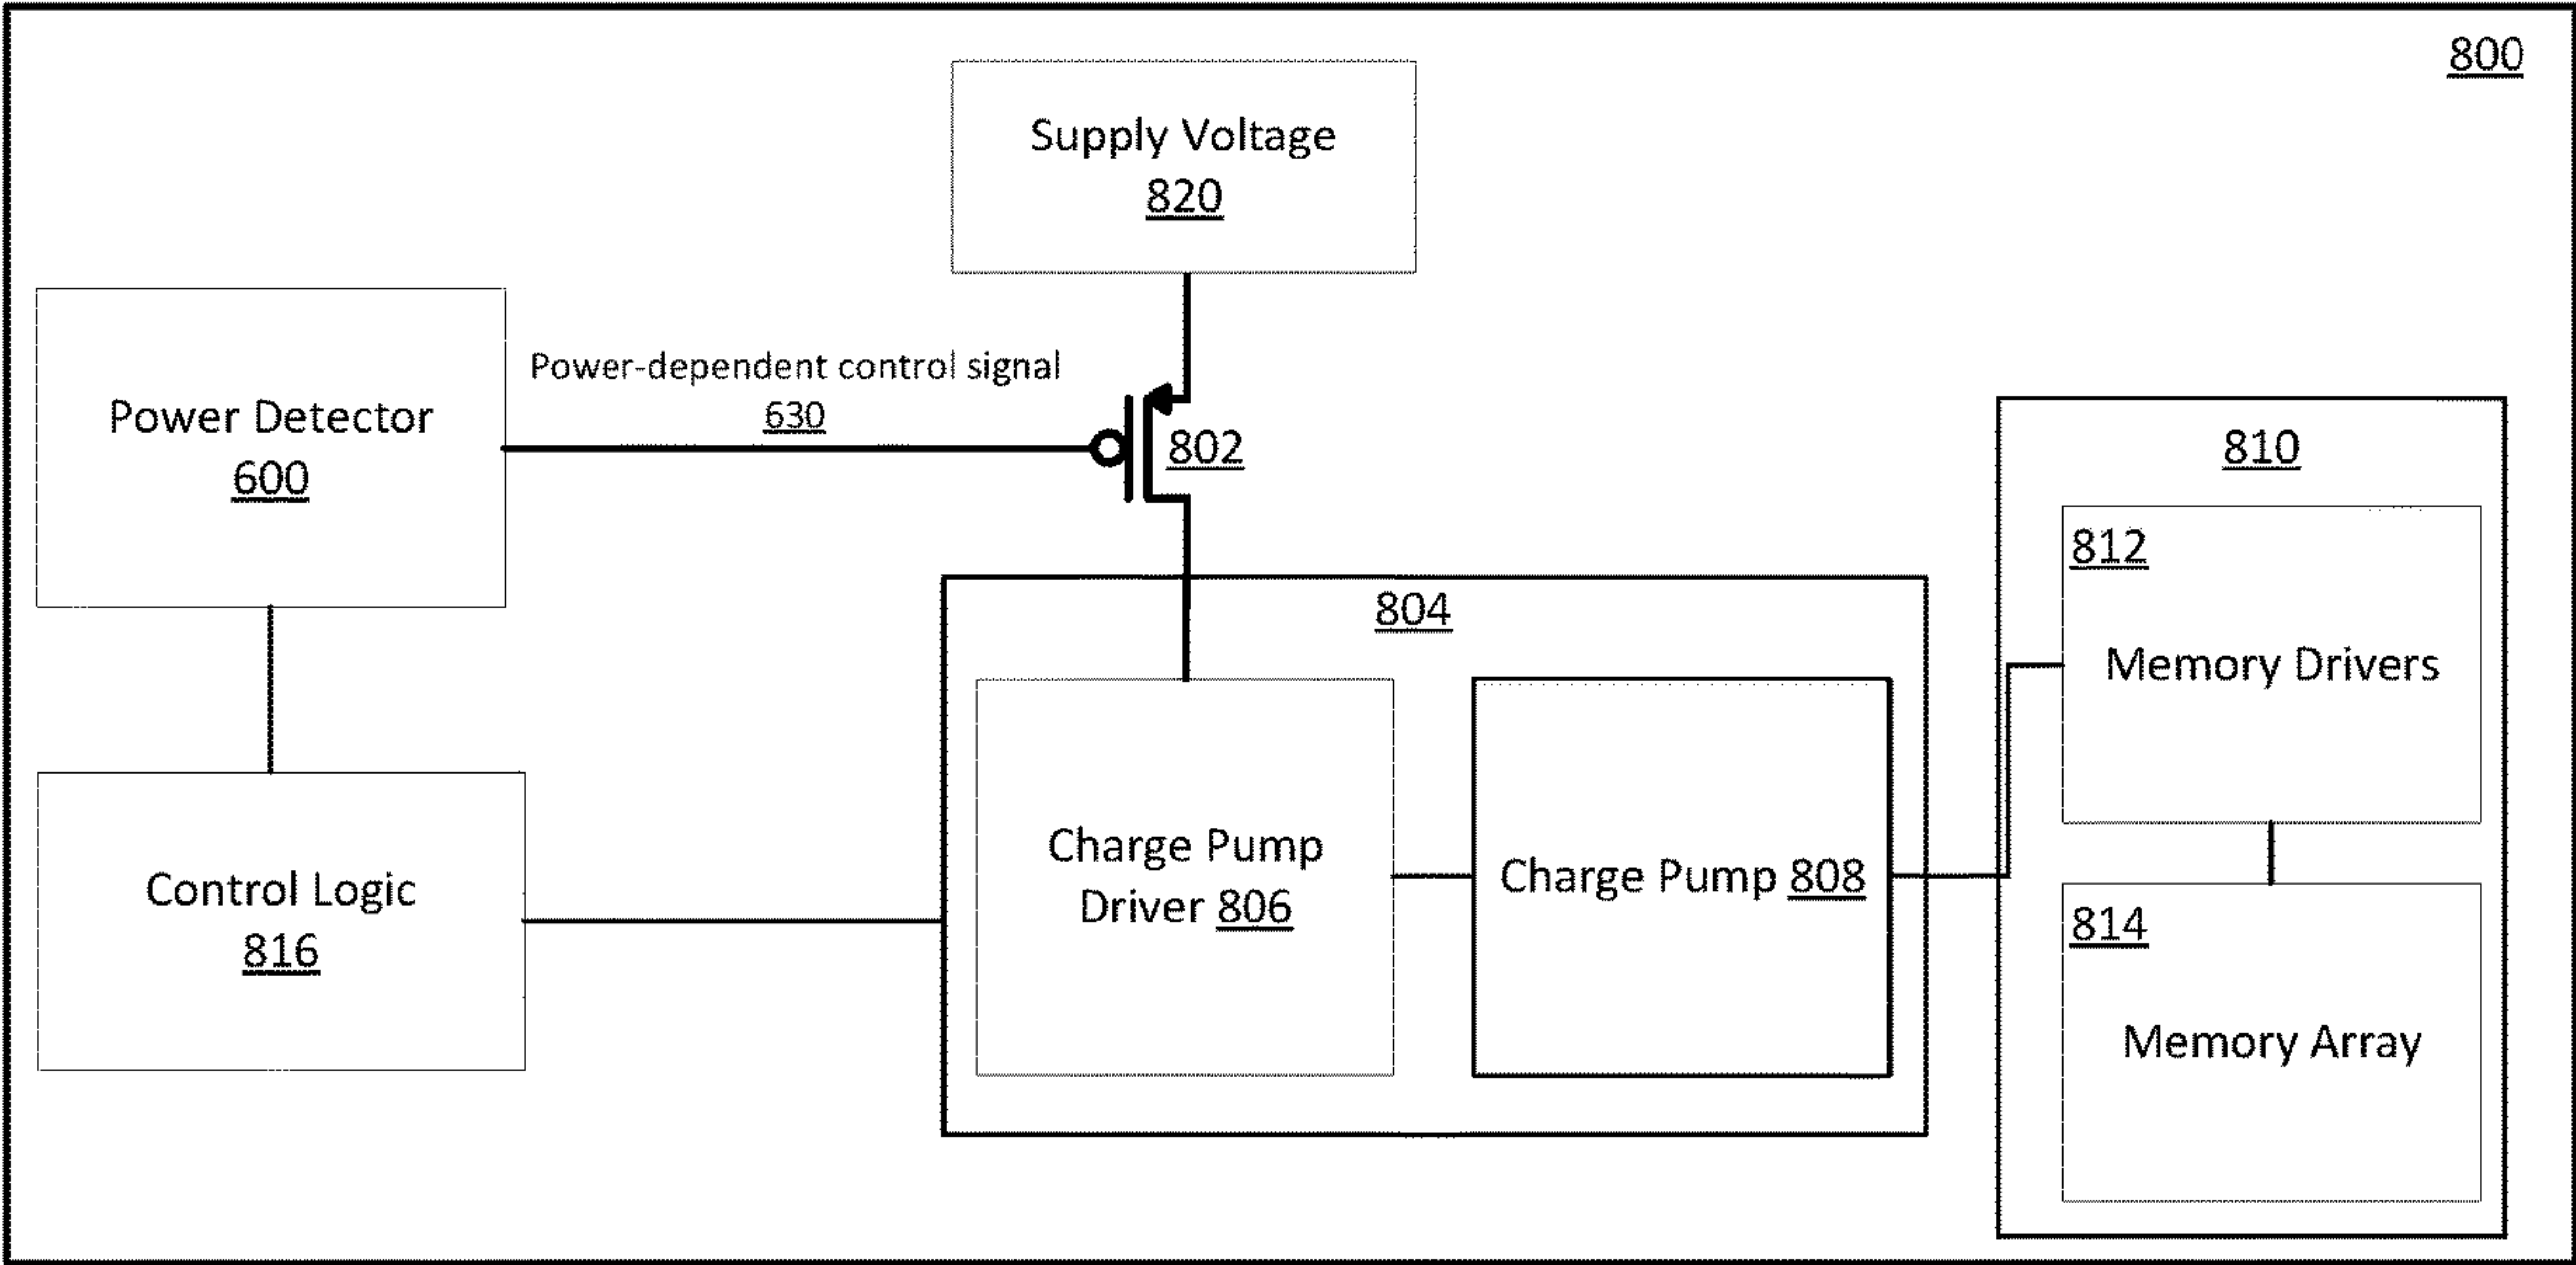 800
Supply Voltage
820
Power-dependent control signal
630
Power Detector
600
802
810
812
Memory Drivers
804
Charge Pump
Driver 806
Charge Pump 808
Control Logic
816
814
Memory Array